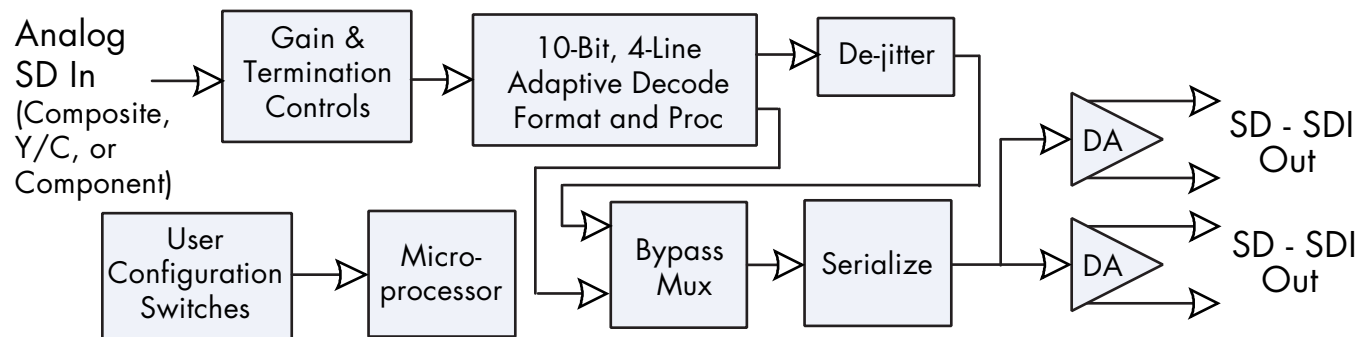 Analog
SD In
(Composite,
Y/C, or
Component)
Gain &
Termination
Controls
10-Bit, 4-Line
Adaptive Decode
Format and Proc
De-jitter
DA
SD - SDI
Out
User
Configuration
Switches
Micro-
processor
Bypass
Mux
Serialize
DA
SD - SDI
Out